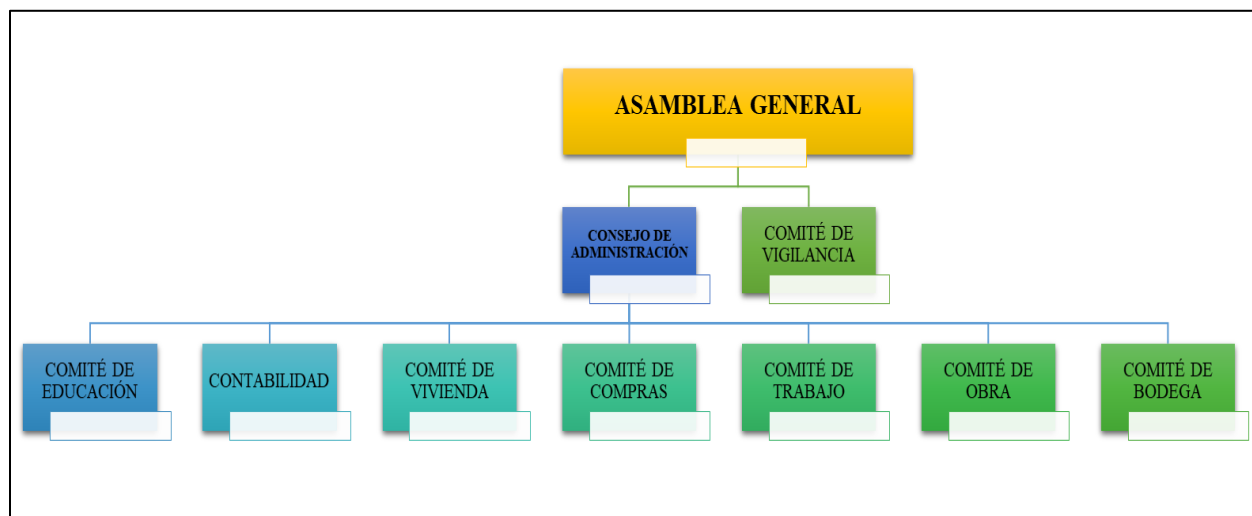 ASAMBLEA GENERAL
CONSEJO DE
ADMINISTRACIÓN
COMITÉ DE
VIGILANCIA
COMITÉ DE
EDUCACIÓN
CONTABILIDAD
COMITÉ DE
VIVIENDA
COMITÉ DE
COMPRAS
COMITÉ DE
TRABAJO
COMITÉ DE
OBRA
COMITÉ DE
BODEGA